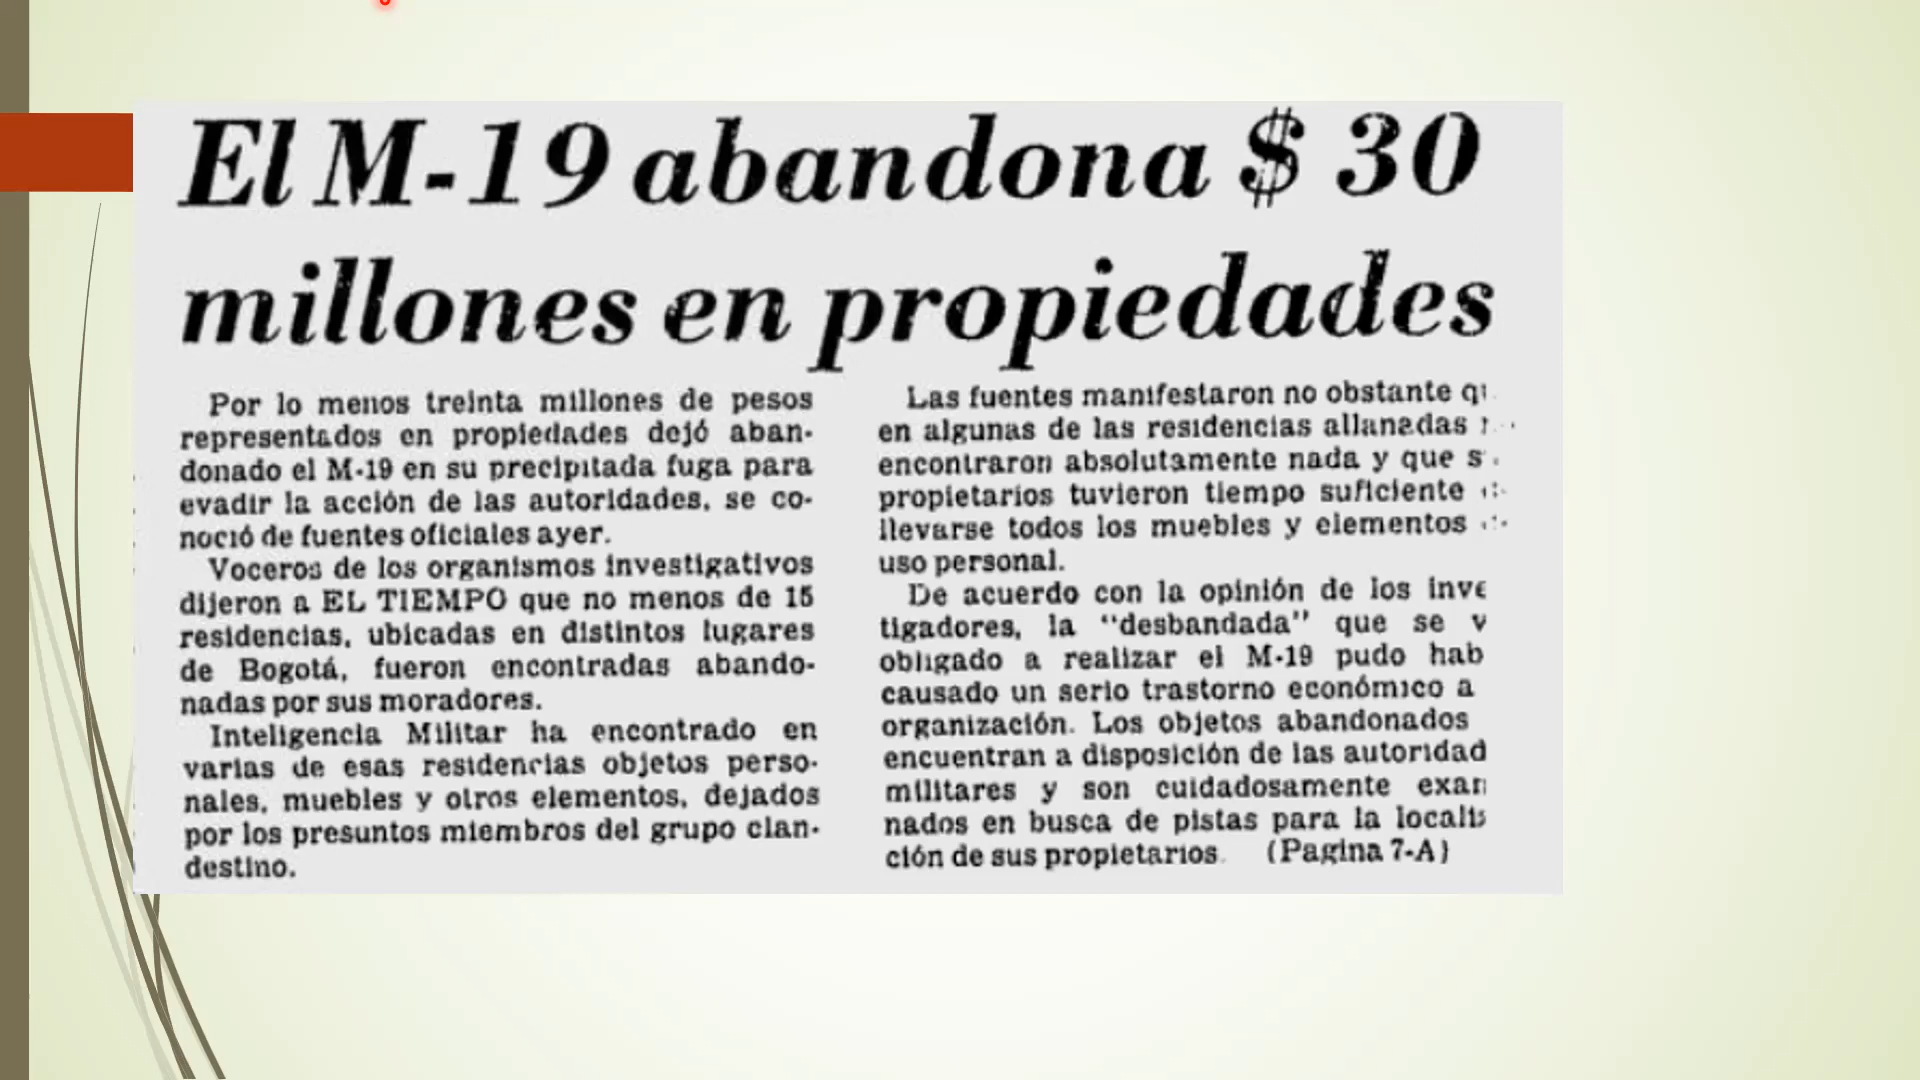 El M-19 abandona $ 30
millones en propiedades
Por lo menos treinta millones de pesos
representados en propiedades dejó aban-
donado el M-19 en su precipitada fuga para
evadir la acción de las autoridades, se co-
noció de fuentes oficiales ayer.
Voceros de los organismos investigativos
dijeron a EL TIEMPO que no menos de 15
residencias, ubicadas en distintos lugares
de Bogotá, fueron encontradas abando-
nadas por sus moradores.
Inteligencia Militar ha encontrado en
varias de esas residencias objetos perso-
nales, muebles y otros elementos, dejados
por los presuntos miembros del grupo clan-
destino.
Las fuentes manifestaron no obstante
en algunas de las residencias allanadas
encontraron absolutamente nada y que
propietarios tuvieron tiempo suficiente
llevarse todos los muebles y elementos
uso personal.
De acuerdo con la opinión de los inve
tigadores, la "desbandada" que se v
obligado a realizar el M-19 pudo hab
causado un serio trastorno económico a
organización. Los objetos abandonados
encuentran a disposición de las autoridad
militares y son cuidadosamente exam
nados en busca de pistas para la localiz
ción de sus propietarios. (Pagina 7-A)